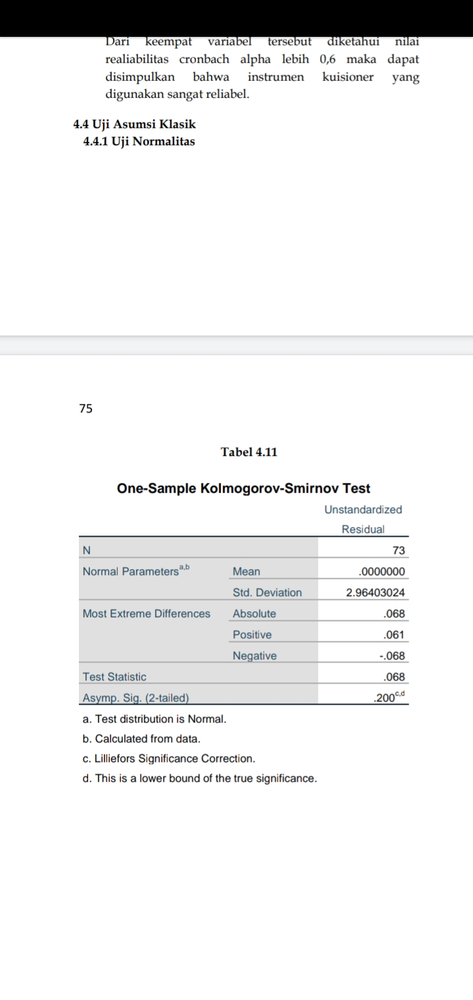 Dari keempat variabel tersebut diketahui nilai
realiabilitas cronbach alpha lebih 0,6 maka dapat
disimpulkan bahwa instrumen kuisioner yang
digunakan sangat reliabel.
4.4 Uji Asumsi Klasik
4.4.1 Uji Normalitas
75
Tabel 4.11
One-Sample Kolmogorov-Smirnov Test
Unstandardized
Residual
N 73
Normal Parametersa,b Mean .0000000
Std. Deviation 2.96403024
Most Extreme Differences Absolute .068
Positive .061
Negative -.068
Test Statistic .068
Asymp. Sig. (2-tailed) .200c,d
a. Test distribution is Normal.
b. Calculated from data.
c. Lilliefors Significance Correction.
d. This is a lower bound of the true significance.